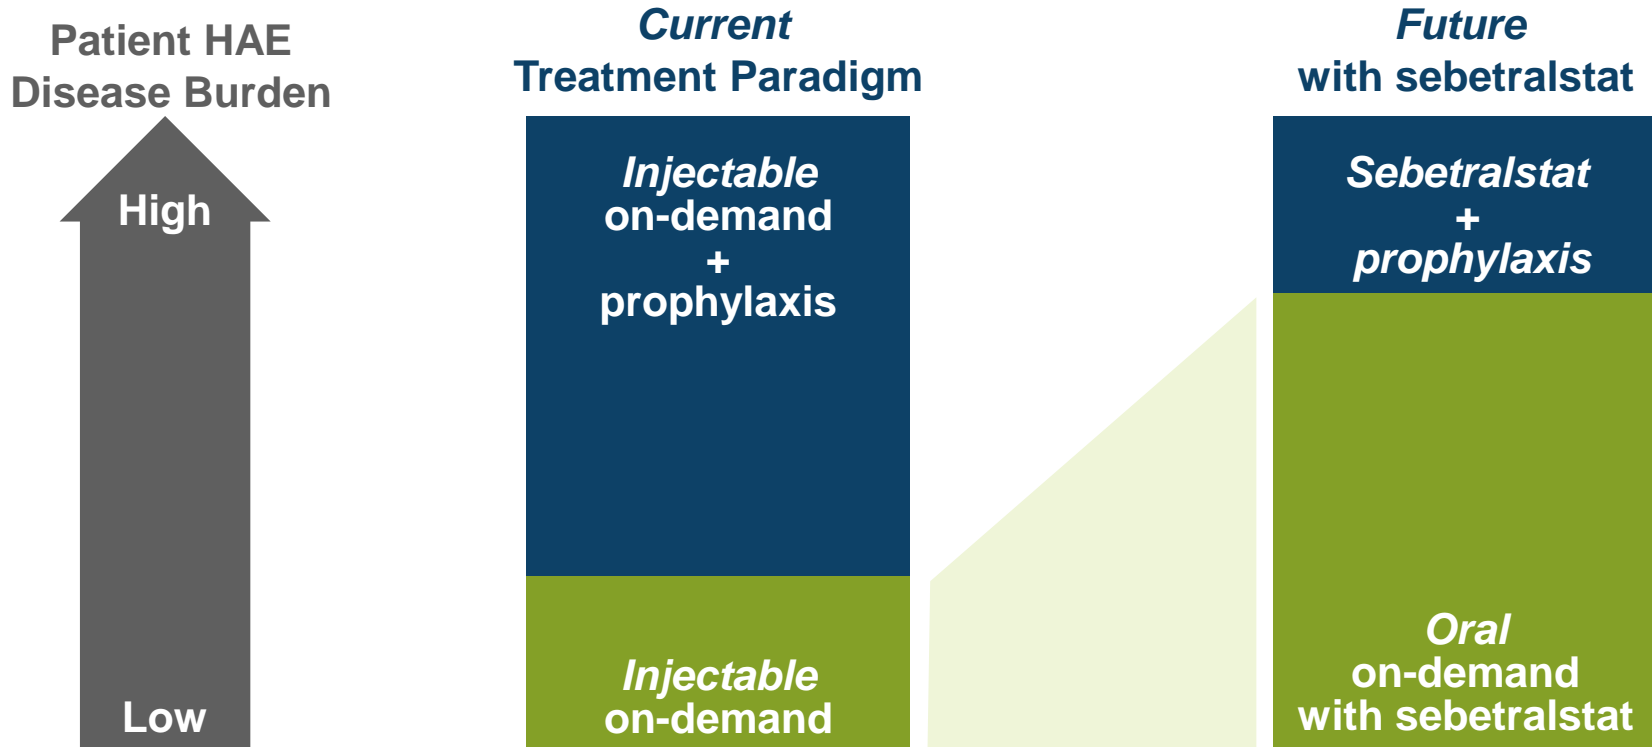 Patient HAE
Disease Burden
High
Low
Current
Treatment Paradigm
Injectable
on-demand
+
prophylaxis
Injectable
on-demand
Future
with sebetralstat
Sebetralstat
+
prophylaxis
Oral
on-demand
with sebetralstat